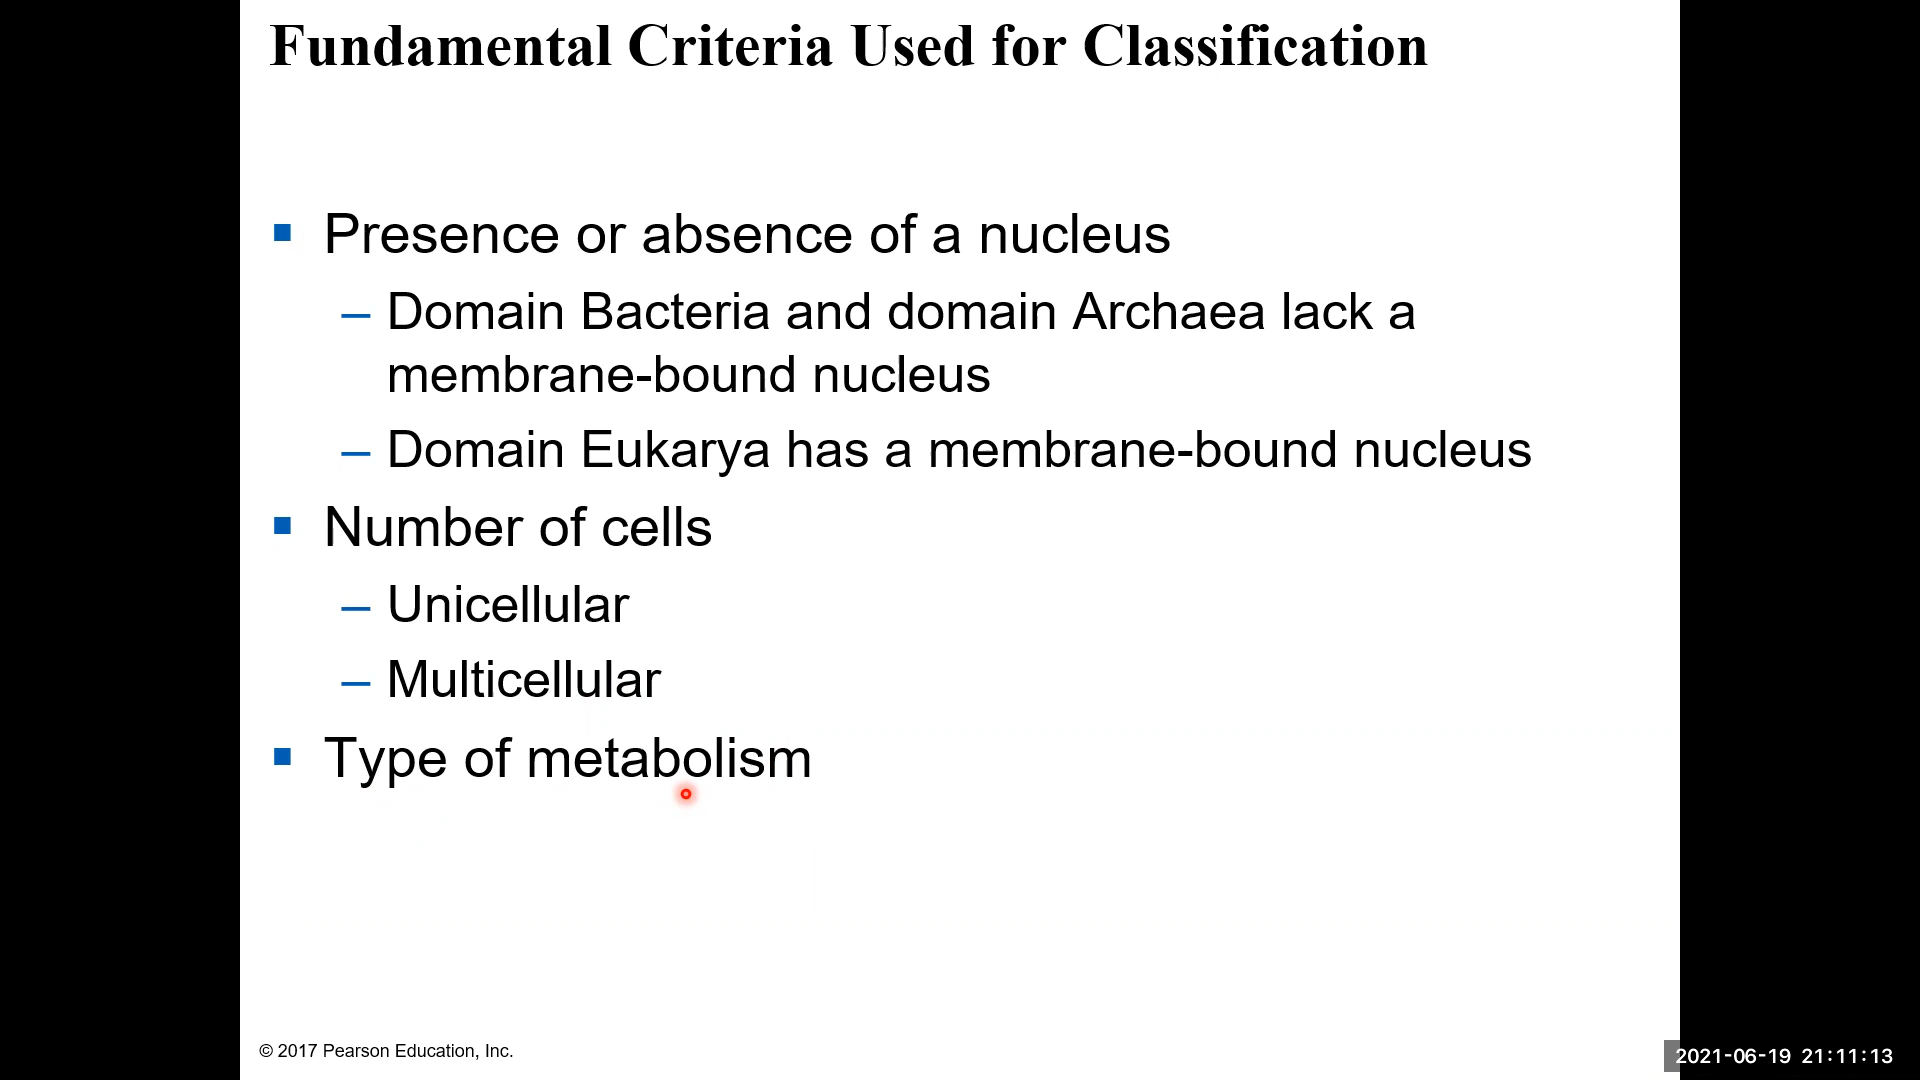 Fundamental Criteria Used for Classification
▪ Presence or absence of a nucleus
– Domain Bacteria and domain Archaea lack a
membrane-bound nucleus
– Domain Eukarya has a membrane-bound nucleus
▪ Number of cells
– Unicellular
– Multicellular
▪ Type of metabolism
© 2017 Pearson Education, Inc.
2021-06-19 21:11:13